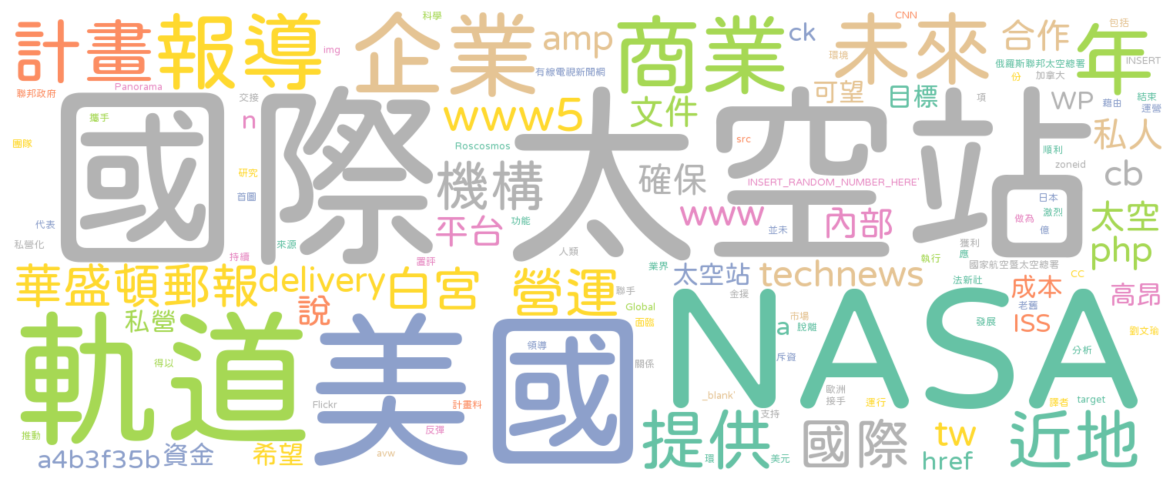 計畫 報導 企業 amp 商業 ck 未來 CNN 合作 年 包括
科學 img 有線電視新聞網 環境 俄羅斯聯邦太空總署 加拿大 份 INSERT
聯邦政府 Panorama 交接 n www5 文件 可望 目標 項 WP 藉由 結束 運營
國際太空站
攜手 Roscosmos 機構 確保 src 順利 私人
團隊 研究 首圖 INSERT_RANDOM_NUMBER_HERE' zoneid cb
代表 平台 功能 www 並未 內部 日本 激烈 做為 億 太空
私營化 持續 來源 署評 人類 業界 獲利 應 執行 國家航空暨太空總署 php
華盛頓郵報 delivery 白宮 營運 太空站 technews 法新社 CC 成本 高昂
私營 說 聯手 Global 面臨 金援 市場 a 脫離 老舊 ISS 發展 劉文瑜
軌道 美國 NASA
得以 領導 關係 斥資 分析
Flickr 計畫料 _blank' 歐洲 接手 運行 譯者 target
推動 反彈 提供 支持 國際 tw 近地
a4b3f35b 資金 希望 avw 環 美元 href